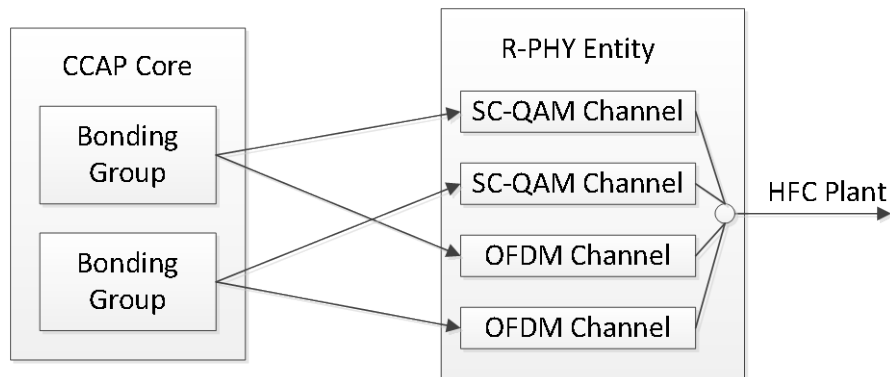 CCAP Core
Bonding
Group
Bonding
Group
R-PHY Entity
SC-QAM Channel
SC-QAM Channel
OFDM Channel
OFDM Channel
HFC Plant